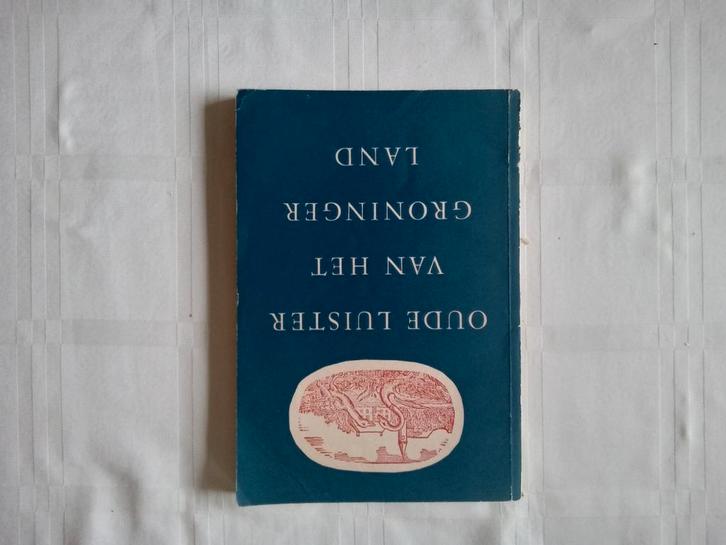 OUDE LUISTER
VAN HET
GRONINGER
LAND